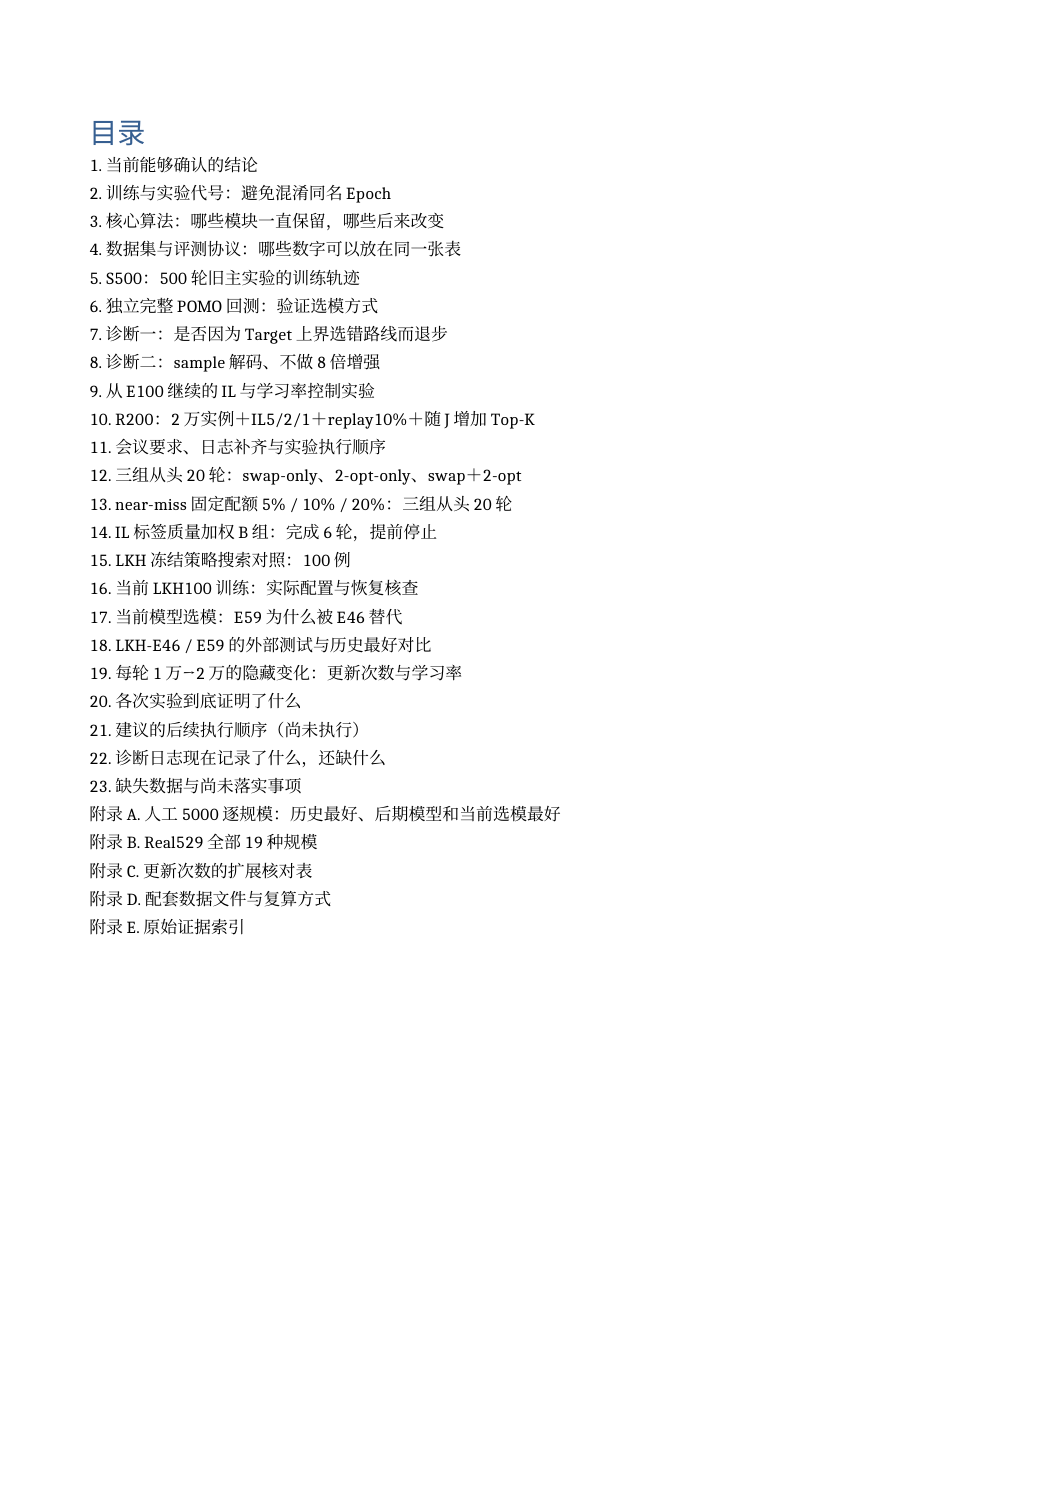 目录
1. 当前能够确认的结论
2. 训练与实验代号：避免混淆同名 Epoch
3. 核心算法：哪些模块一直保留，哪些后来改变
4. 数据集与评测协议：哪些数字可以放在同一张表
5. S500：500 轮旧主实验的训练轨迹
6. 独立完整 POMO 回测：验证选模方式
7. 诊断一：是否因为 Target 上界选错路线而退步
8. 诊断二：sample 解码、不做 8 倍增强
9. 从 E100 继续的 IL 与学习率控制实验
10. R200：2 万实例＋IL5/2/1＋replay10%＋随 J 增加 Top-K
11. 会议要求、日志补齐与实验执行顺序
12. 三组从头 20 轮：swap-only、2-opt-only、swap＋2-opt
13. near-miss 固定配额 5% / 10% / 20%：三组从头 20 轮
14. IL 标签质量加权 B 组：完成 6 轮，提前停止
15. LKH 冻结策略搜索对照：100 例
16. 当前 LKH100 训练：实际配置与恢复核查
17. 当前模型选模：E59 为什么被 E46 替代
18. LKH-E46 / E59 的外部测试与历史最好对比
19. 每轮 1 万→2 万的隐藏变化：更新次数与学习率
20. 各次实验到底证明了什么
21. 建议的后续执行顺序（尚未执行）
22. 诊断日志现在记录了什么，还缺什么
23. 缺失数据与尚未落实事项
附录 A. 人工 5000 逐规模：历史最好、后期模型和当前选模最好
附录 B. Real529 全部 19 种规模
附录 C. 更新次数的扩展核对表
附录 D. 配套数据文件与复算方式
附录 E. 原始证据索引